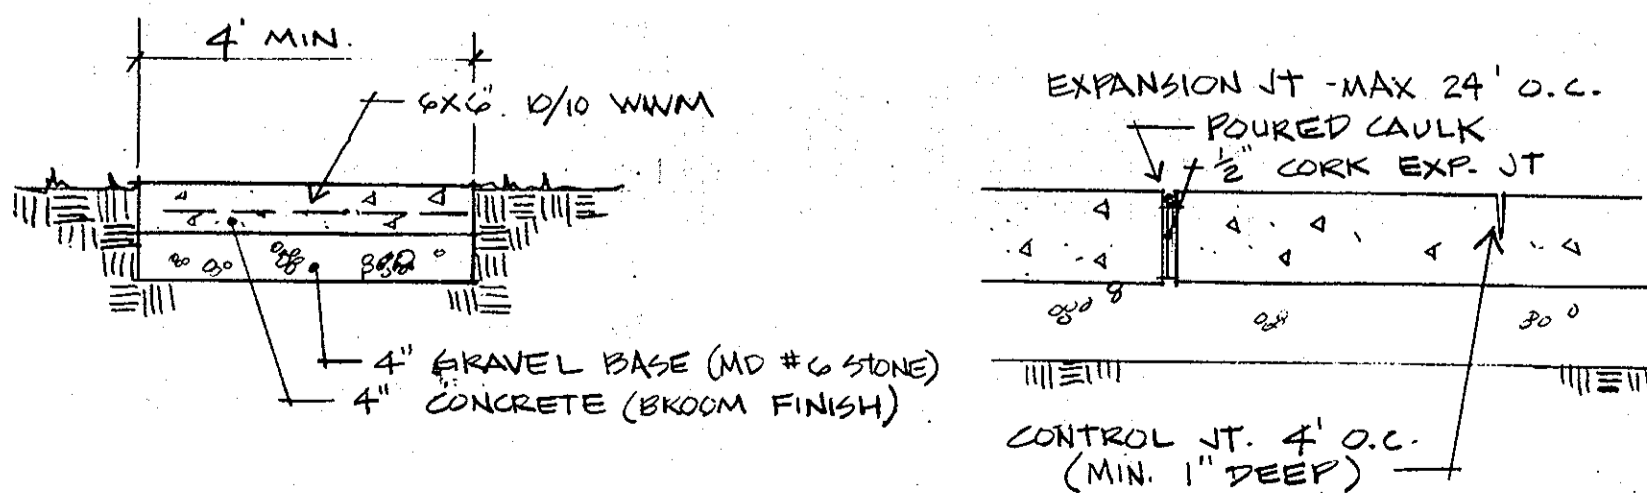 4' MIN.
6X6" 10/10 WWM
4" GRAVEL BASE (MD #6 STONE)
4" CONCRETE (BROOM FINISH)
EXPANSION JT - MAX 24' O.C.
POURED CAULK
1/2" CORK EXP. JT
CONTROL JT. 4' O.C.
(MIN. 1" DEEP)